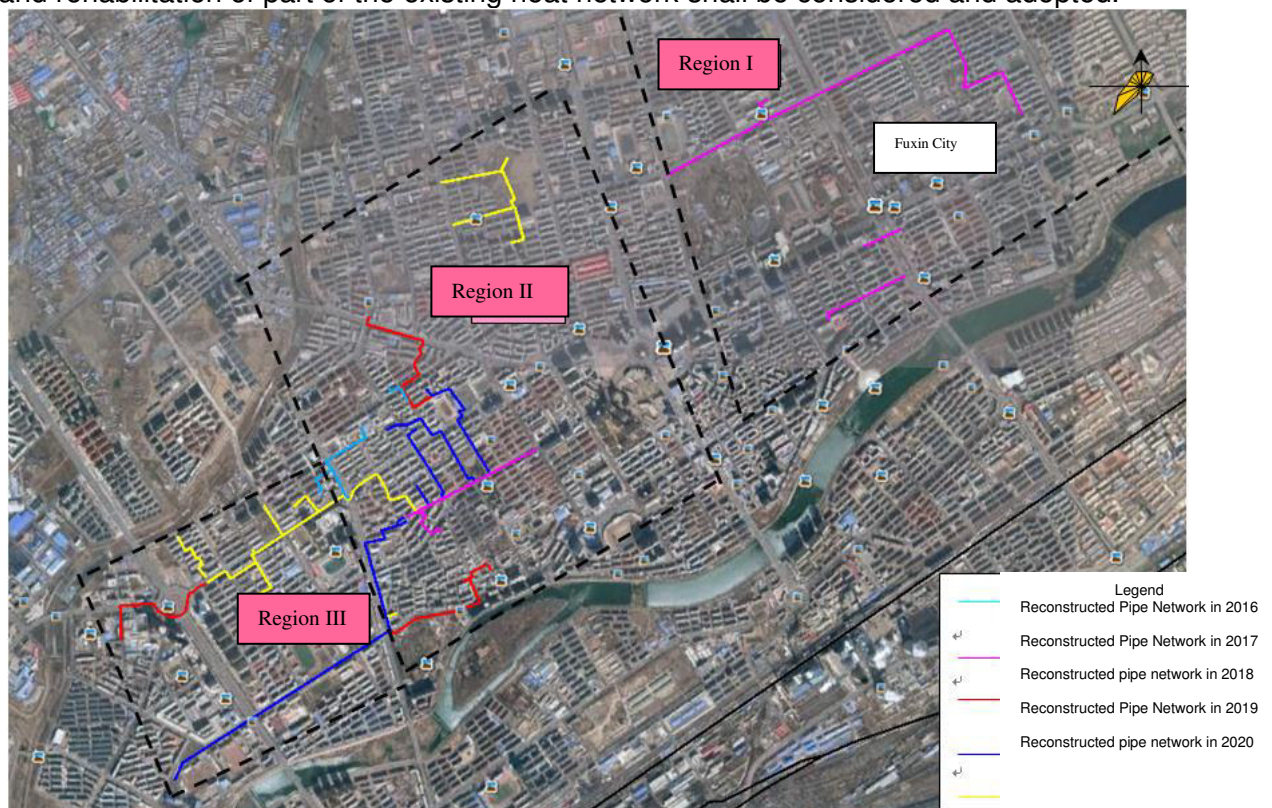 and rehabilitation of part of the existing heat network shall be considered and adopted.
Region I
Fuxin City
Region II
Region III
Legend
Reconstructed Pipe Network in 2016
Reconstructed Pipe Network in 2017
Reconstructed pipe network in 2018
Reconstructed Pipe Network in 2019
Reconstructed pipe network in 2020